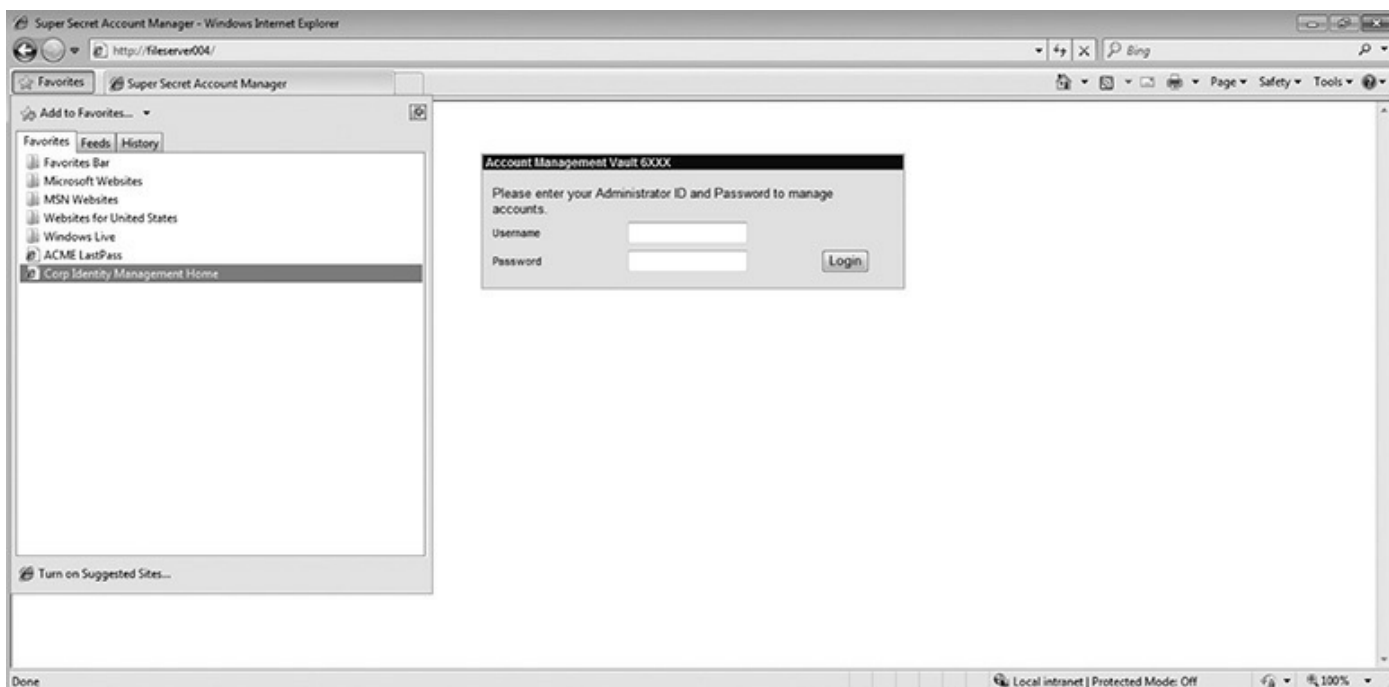 Super Secret Account Manager - Windows Internet Explorer
http://fileserver004/
Bing
Favorites
Super Secret Account Manager
Page Safety Tools
Add to Favorites...
Favorites Feeds History
Favorites Bar
Microsoft Websites
MSN Websites
Websites for United States
Windows Live
ACME LastPass
Corp Identity Management Home
Turn on Suggested Sites...
Account Management Vault 6XXX
Please enter your Administrator ID and Password to manage
accounts.
Username
Password
Login
Done
Local intranet | Protected Mode: Off
100%